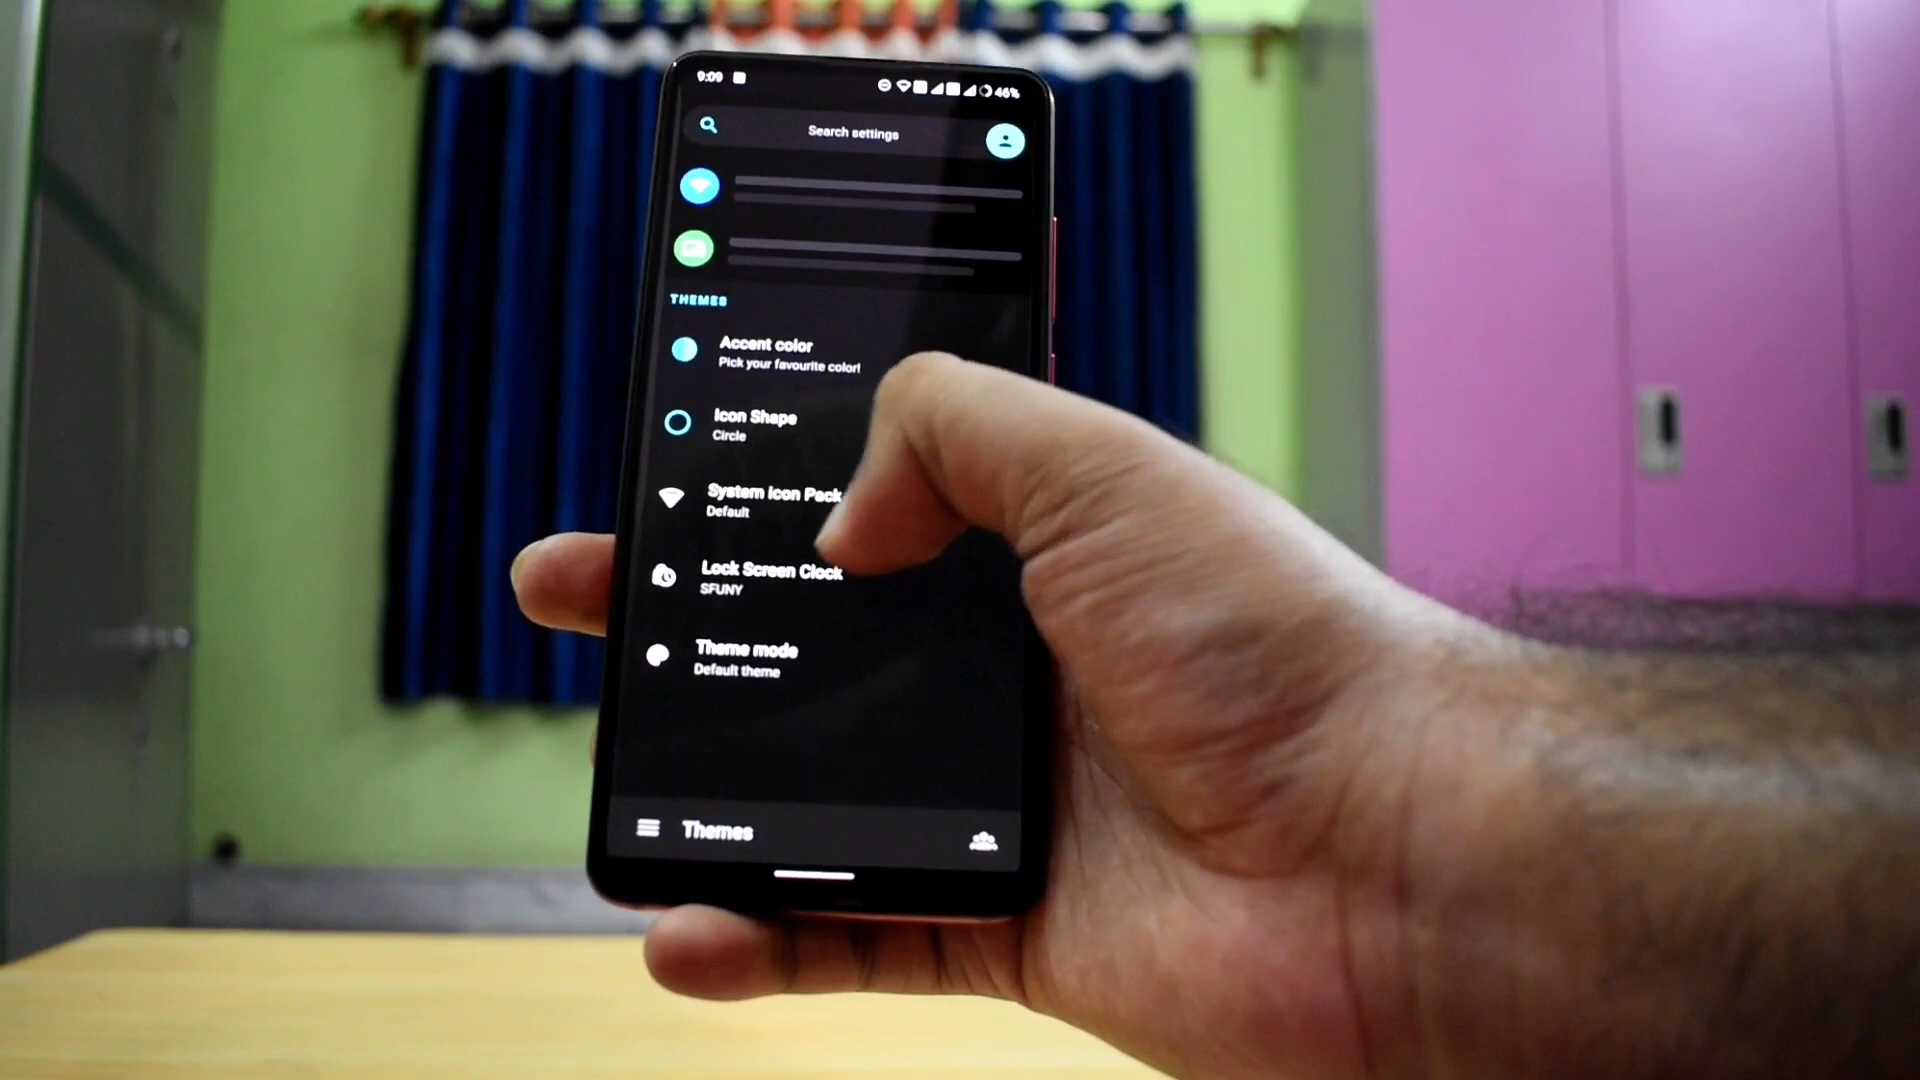 9:09
46%
Search settings
THEMES
Accent color
Pick your favourite color!
Icon Shape
Circle
System Icon Pack
Default
Lock Screen Clock
SFUNY
Theme mode
Default theme
Themes